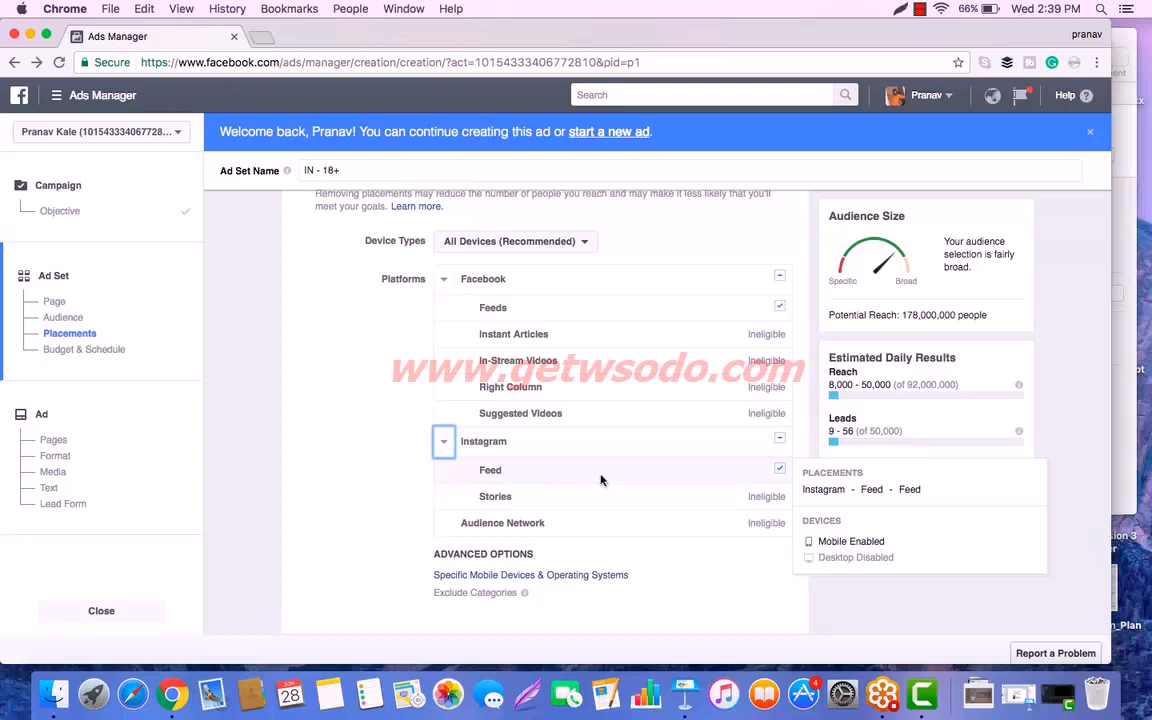 Chrome File Edit View History Bookmarks People Window Help 66% Wed 2:39 PM
Ads Manager pranav
Secure https://www.facebook.com/ads/manager/creation/creation/?act=10154333406772810&pid=p1
Ads Manager Search Pranav Help
Pranav Kale (101543334067728... Welcome back, Pranav! You can continue creating this ad or start a new ad.
Ad Set Name IN - 18+
Campaign
Objective
Ad Set
Page
Audience
Placements
Budget & Schedule
Ad
Pages
Format
Media
Text
Lead Form
Close
Removing placements may reduce the number of people you reach and may make it less likely that you'll
meet your goals. Learn more.
Device Types All Devices (Recommended)
Platforms Facebook
Feeds
Instant Articles Ineligible
In-Stream Videos Ineligible
www.getwsodo.com
Right Column Ineligible
Suggested Videos Ineligible
Instagram
Feed
Stories Ineligible
Audience Network Ineligible
ADVANCED OPTIONS
Specific Mobile Devices & Operating Systems
Exclude Categories
Audience Size
Your audience
selection is fairly
broad.
Specific Broad
Potential Reach: 178,000,000 people
Estimated Daily Results
Reach
8,000 - 50,000 (of 92,000,000)
Leads
9 - 56 (of 50,000)
PLACEMENTS
Instagram - Feed - Feed
DEVICES
Mobile Enabled
Desktop Disabled
Report a Problem
JUN
28
4